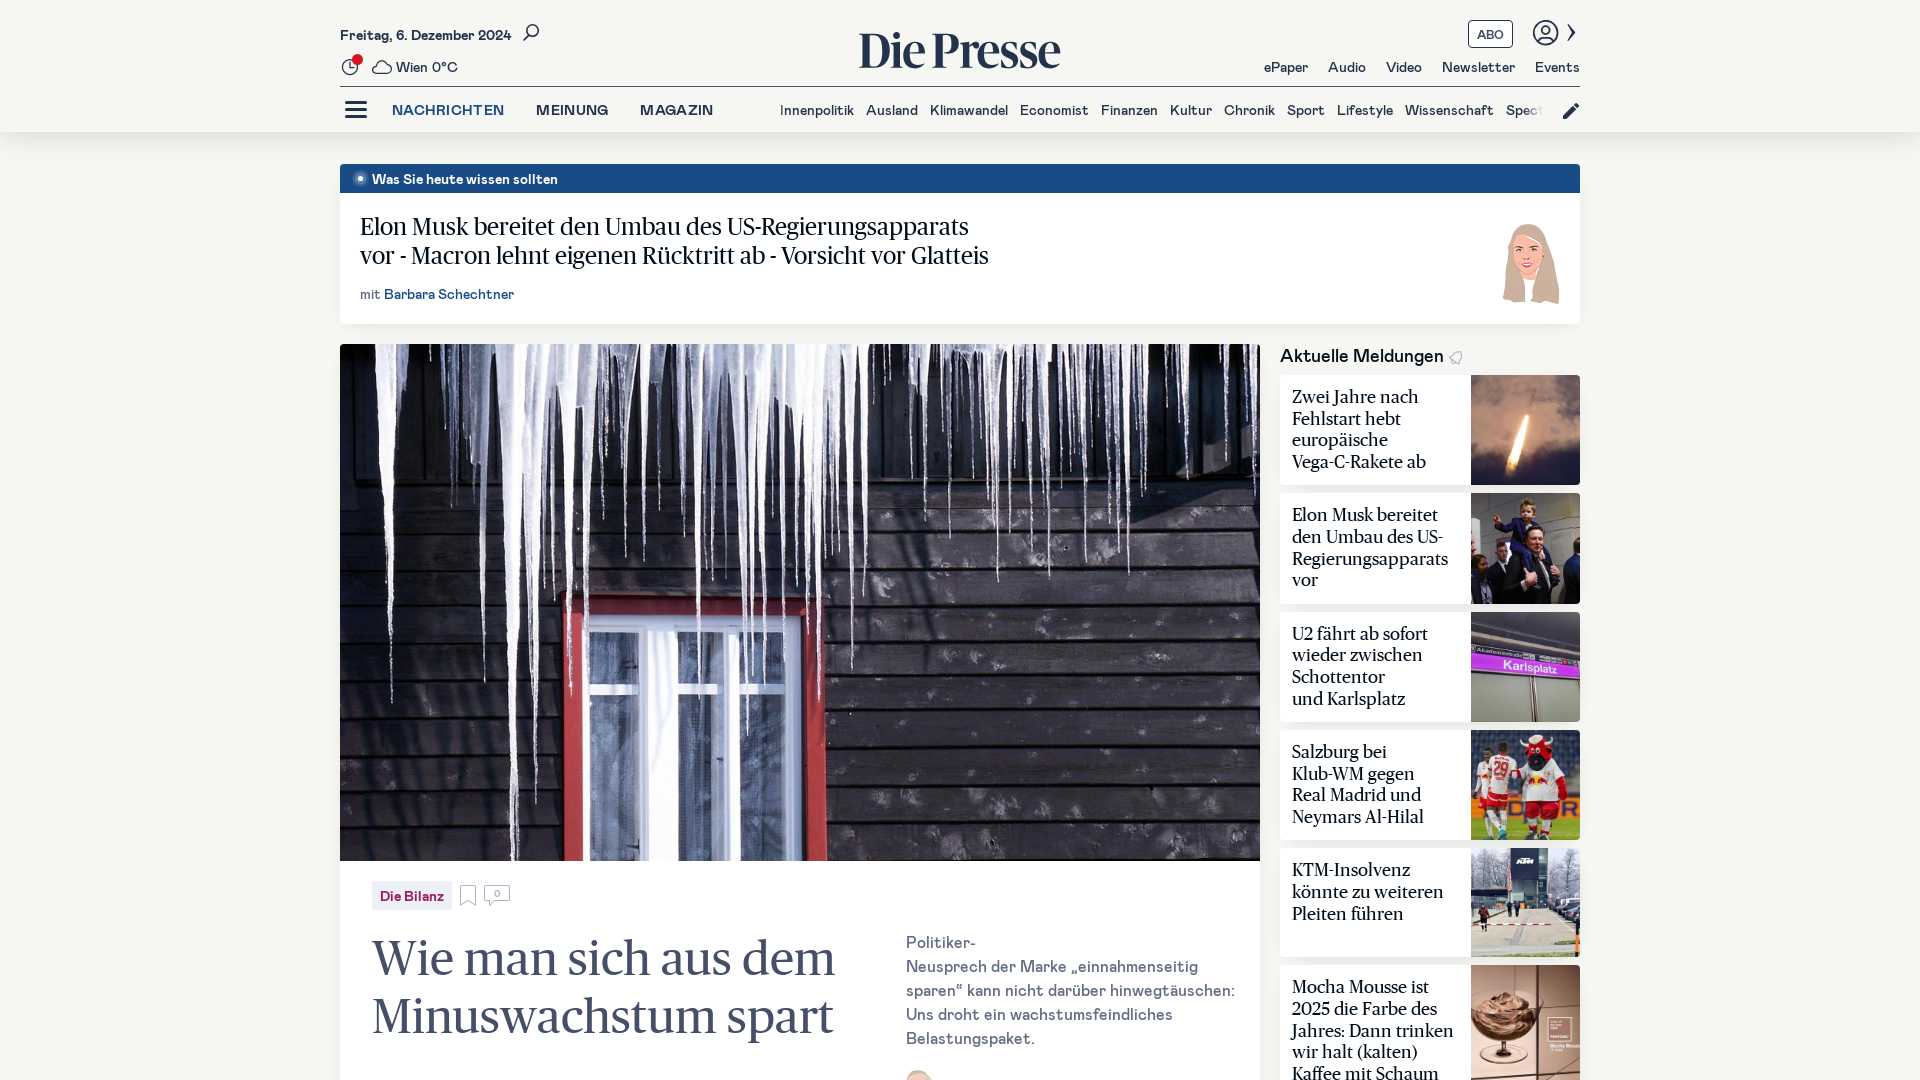 Freitag, 6. Dezember 2024
Wien 0°C
Die Presse
ABO
ePaper Audio Video Newsletter Events
NACHRICHTEN MEINUNG MAGAZIN
Innenpolitik Ausland Klimawandel Economist Finanzen Kultur Chronik Sport Lifestyle Wissenschaft Spect
Was Sie heute wissen sollten
Elon Musk bereitet den Umbau des US-Regierungsapparats
vor - Macron lehnt eigenen Rücktritt ab - Vorsicht vor Glatteis
mit Barbara Schechtner
Die Bilanz
0
Wie man sich aus dem
Minuswachstum spart
Politiker-
Neusprech der Marke „einnahmenseitig
sparen“ kann nicht darüber hinwegtäuschen:
Uns droht ein wachstumsfeindliches
Belastungspaket.
Aktuelle Meldungen
Zwei Jahre nach
Fehlstart hebt
europäische
Vega-C-Rakete ab
Elon Musk bereitet
den Umbau des US-
Regierungsapparats
vor
U2 fährt ab sofort
wieder zwischen
Schottentor
und Karlsplatz
Karlsplatz
Salzburg bei
Klub-WM gegen
Real Madrid und
Neymars Al-Hilal
29
KTM-Insolvenz
könnte zu weiteren
Pleiten führen
KTM
Mocha Mousse ist
2025 die Farbe des
Jahres: Dann trinken
wir halt (kalten)
Kaffee mit Schaum